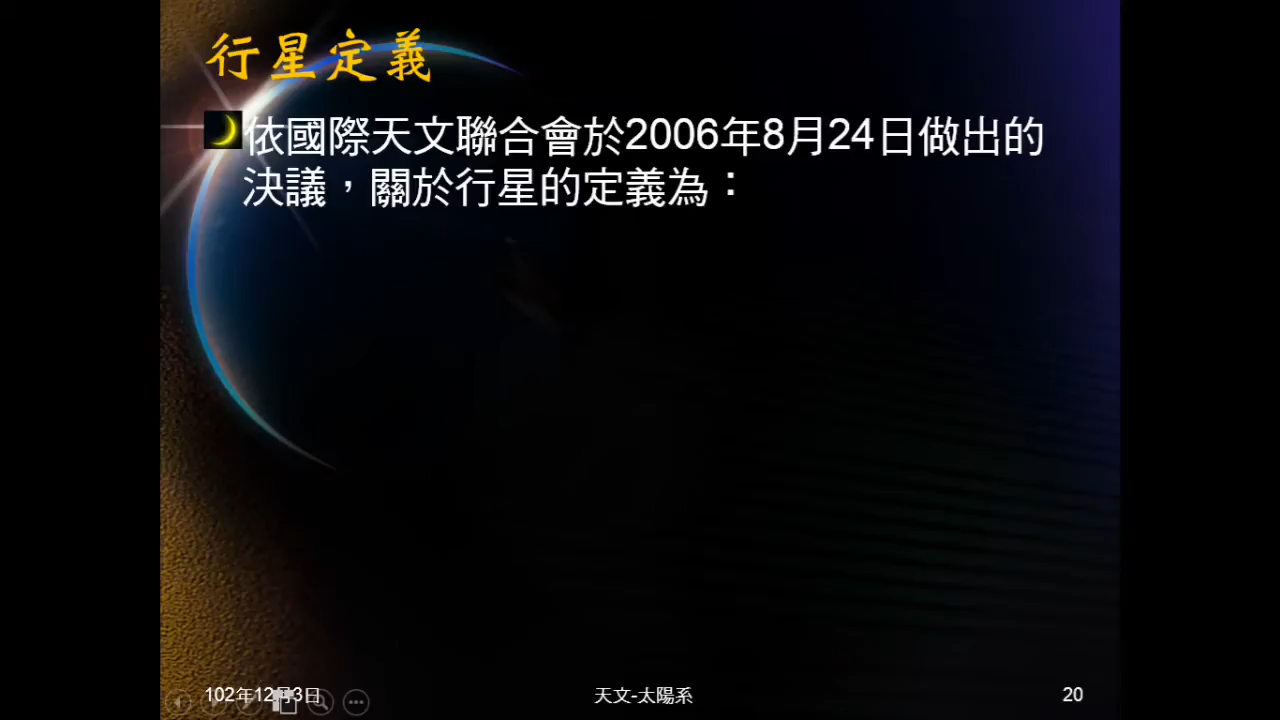 行星定義
依國際天文聯合會於2006年8月24日做出的
決議，關於行星的定義為：
102年12月3日
天文-太陽系
20